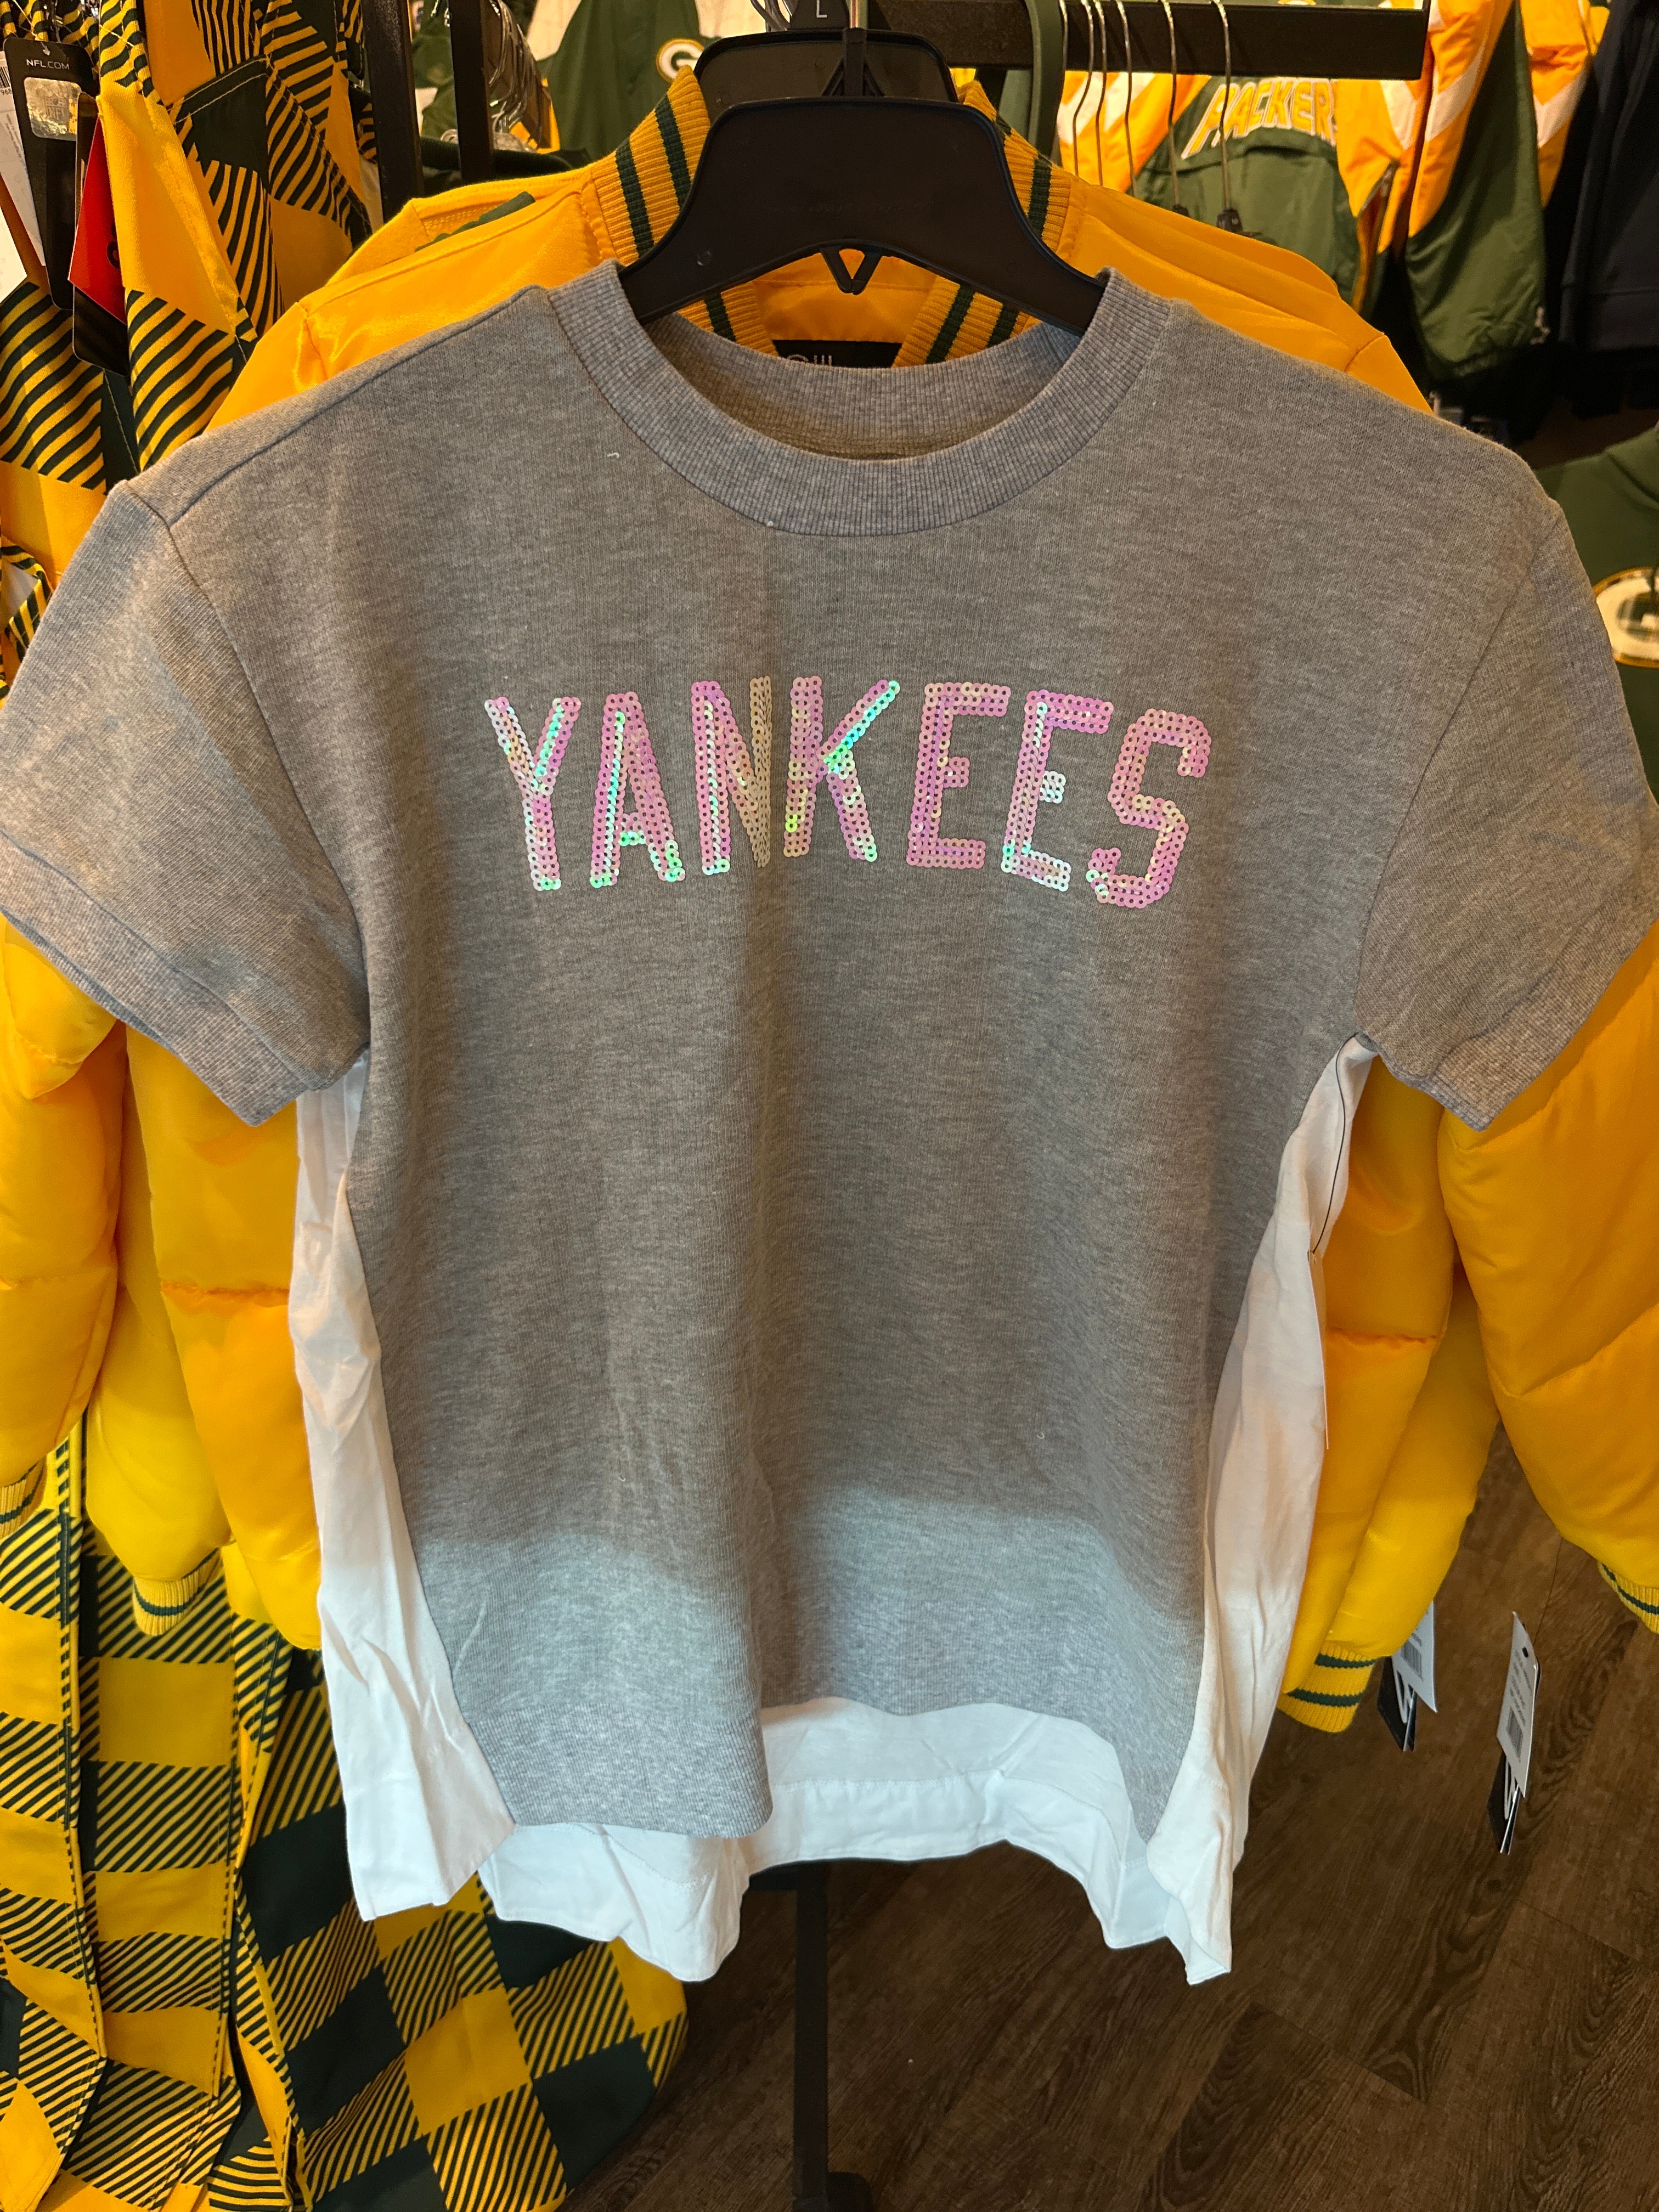 L
NFL.COM
PACKERS
G
YANKEES